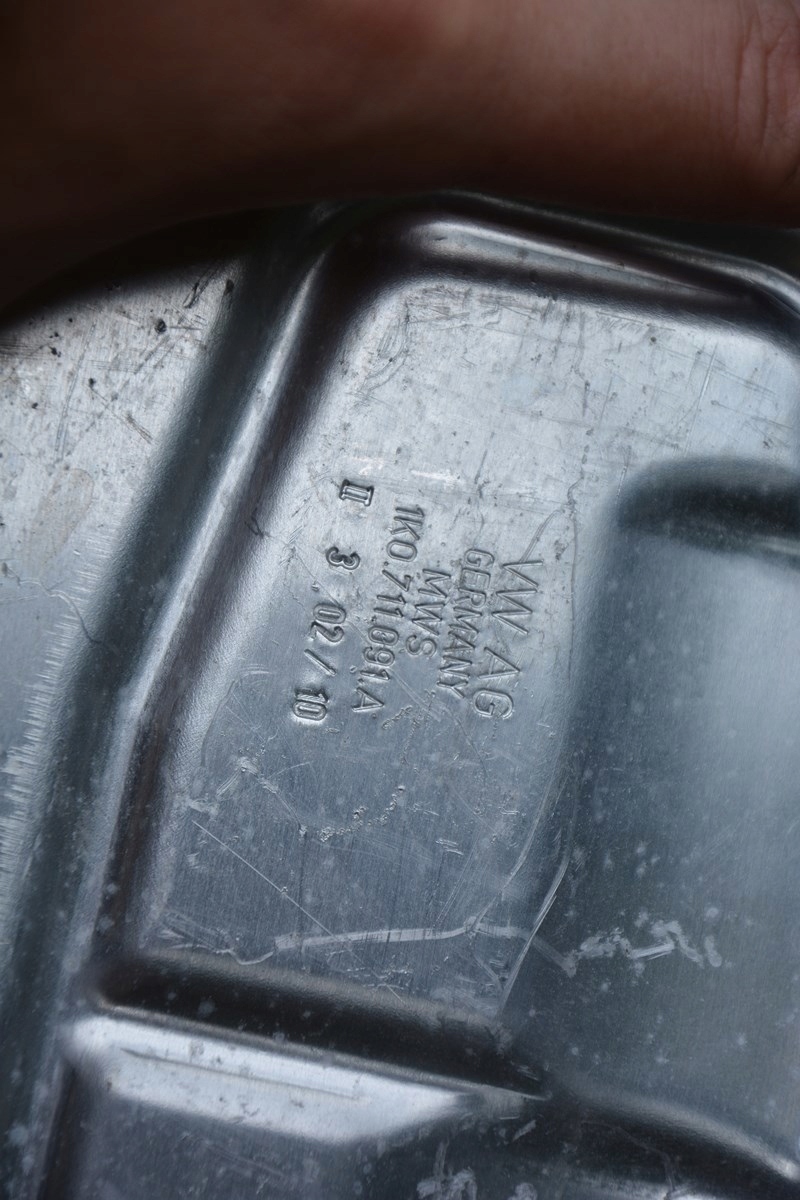 VW AG
GERMANY
MWS
1K0.711.091.A
II 3 02/10